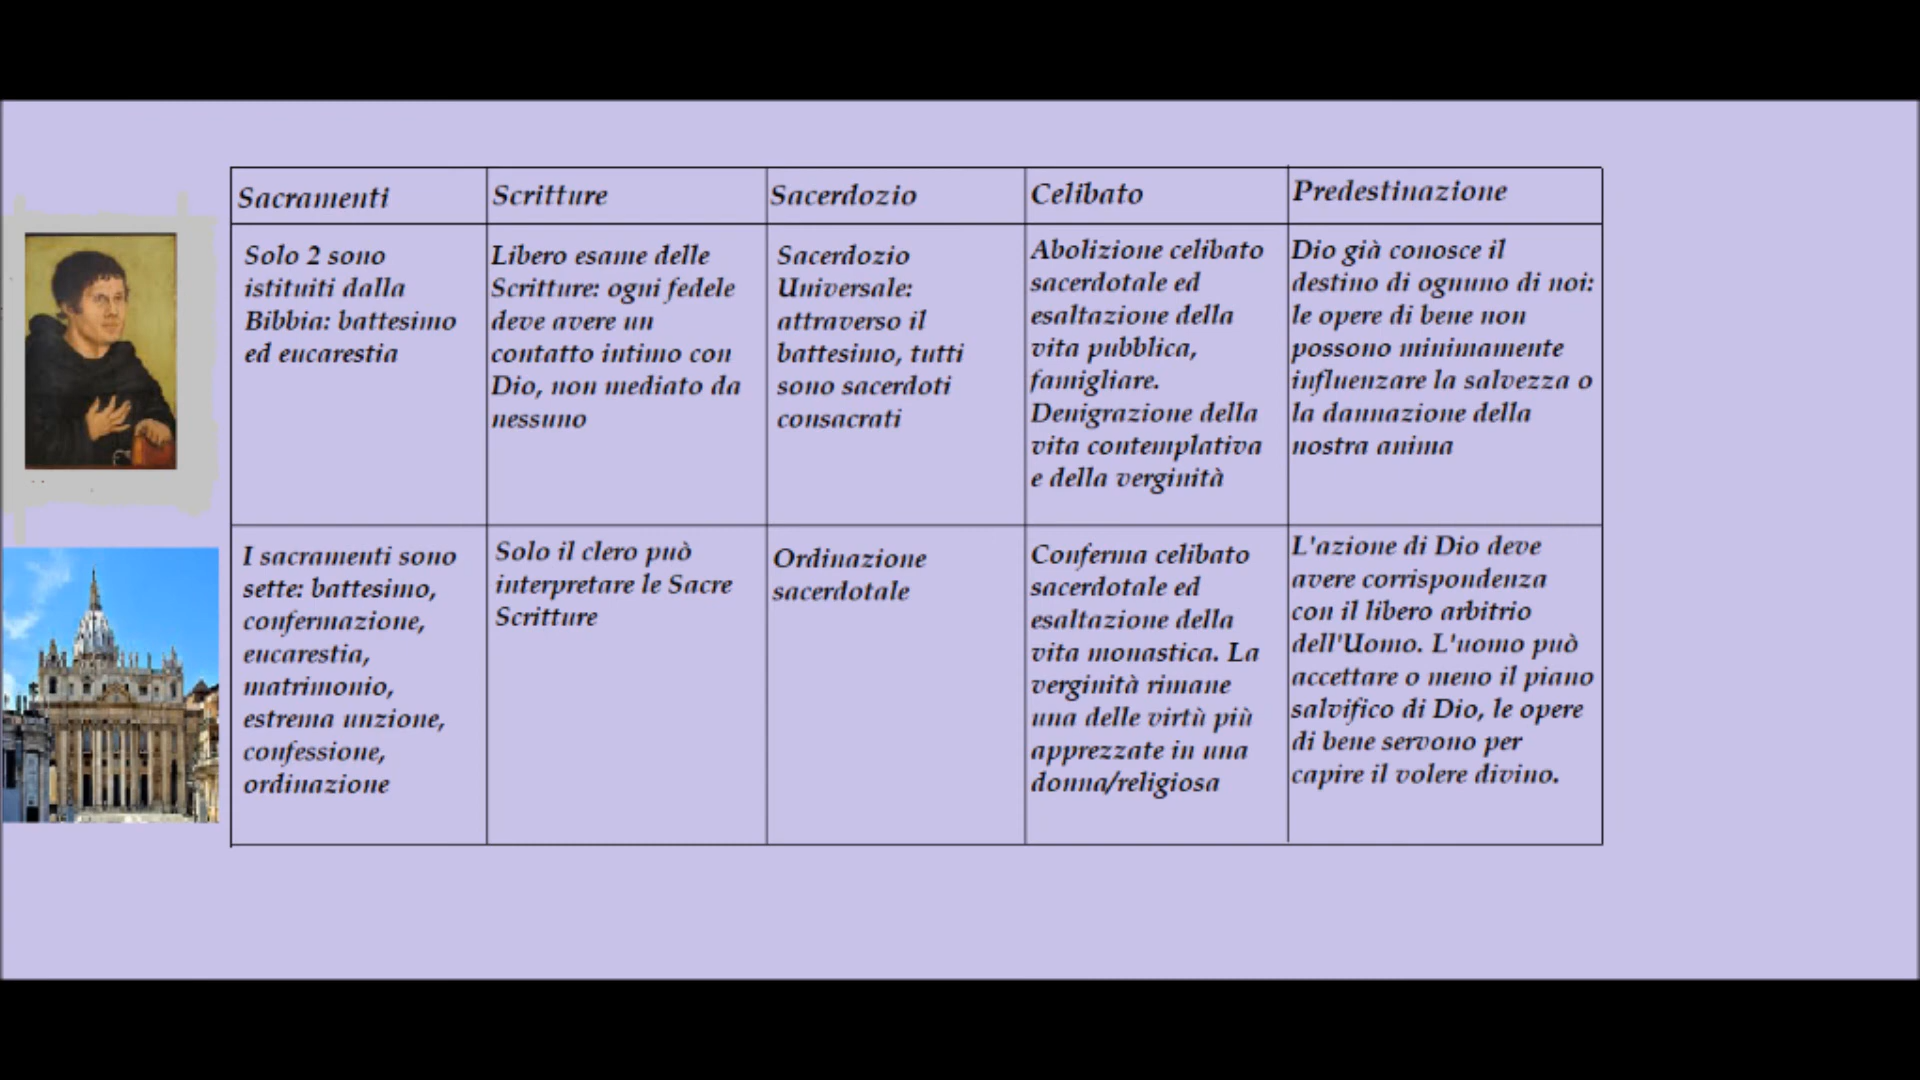 Sacramenti
Scritture
Sacerdozio
Celibato
Predestinazione
Solo 2 sono
istituiti dalla
Bibbia: battesimo
ed eucarestia
Libero esame delle
Scritture: ogni fedele
deve avere un
contatto intimo con
Dio, non mediato da
nessuno
Sacerdozio
Universale:
attraverso il
battesimo, tutti
sono sacerdoti
consacrati
Abolizione celibato
sacerdotale ed
esaltazione della
vita pubblica,
famigliare.
Denigrazione della
vita contemplativa
e della verginità
Dio già conosce il
destino di ognuno di noi:
le opere di bene non
possono minimamente
influenzare la salvezza o
la dannazione della
nostra anima
I sacramenti sono
sette: battesimo,
confermazione,
eucarestia,
matrimonio,
estrema unzione,
confessione,
ordinazione
Solo il clero può
interpretare le Sacre
Scritture
Ordinazione
sacerdotale
Conferma celibato
sacerdotale ed
esaltazione della
vita monastica. La
verginità rimane
una delle virtù più
apprezzate in una
donna/religiosa
L'azione di Dio deve
avere corrispondenza
con il libero arbitrio
dell'Uomo. L'uomo può
accettare o meno il piano
salvifico di Dio, le opere
di bene servono per
capire il volere divino.